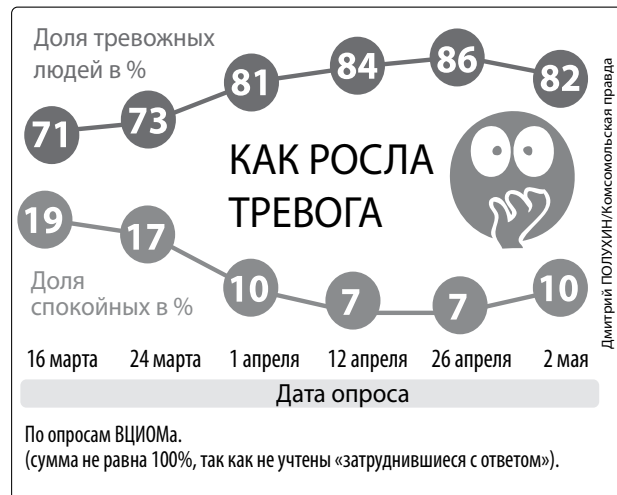 Доля тревожных
людей в %
71
73
81
84
86
82
КАК РОСЛА
ТРЕВОГА
19
17
10
7
7
10
Доля
спокойных в %
16 марта
24 марта
1 апреля
12 апреля
26 апреля
2 мая
Дата опроса
По опросам ВЦИОМа.
(сумма не равна 100%, так как не учтены «затруднившиеся с ответом»).
Дмитрий ПОЛУХИН/Комсомольская правда